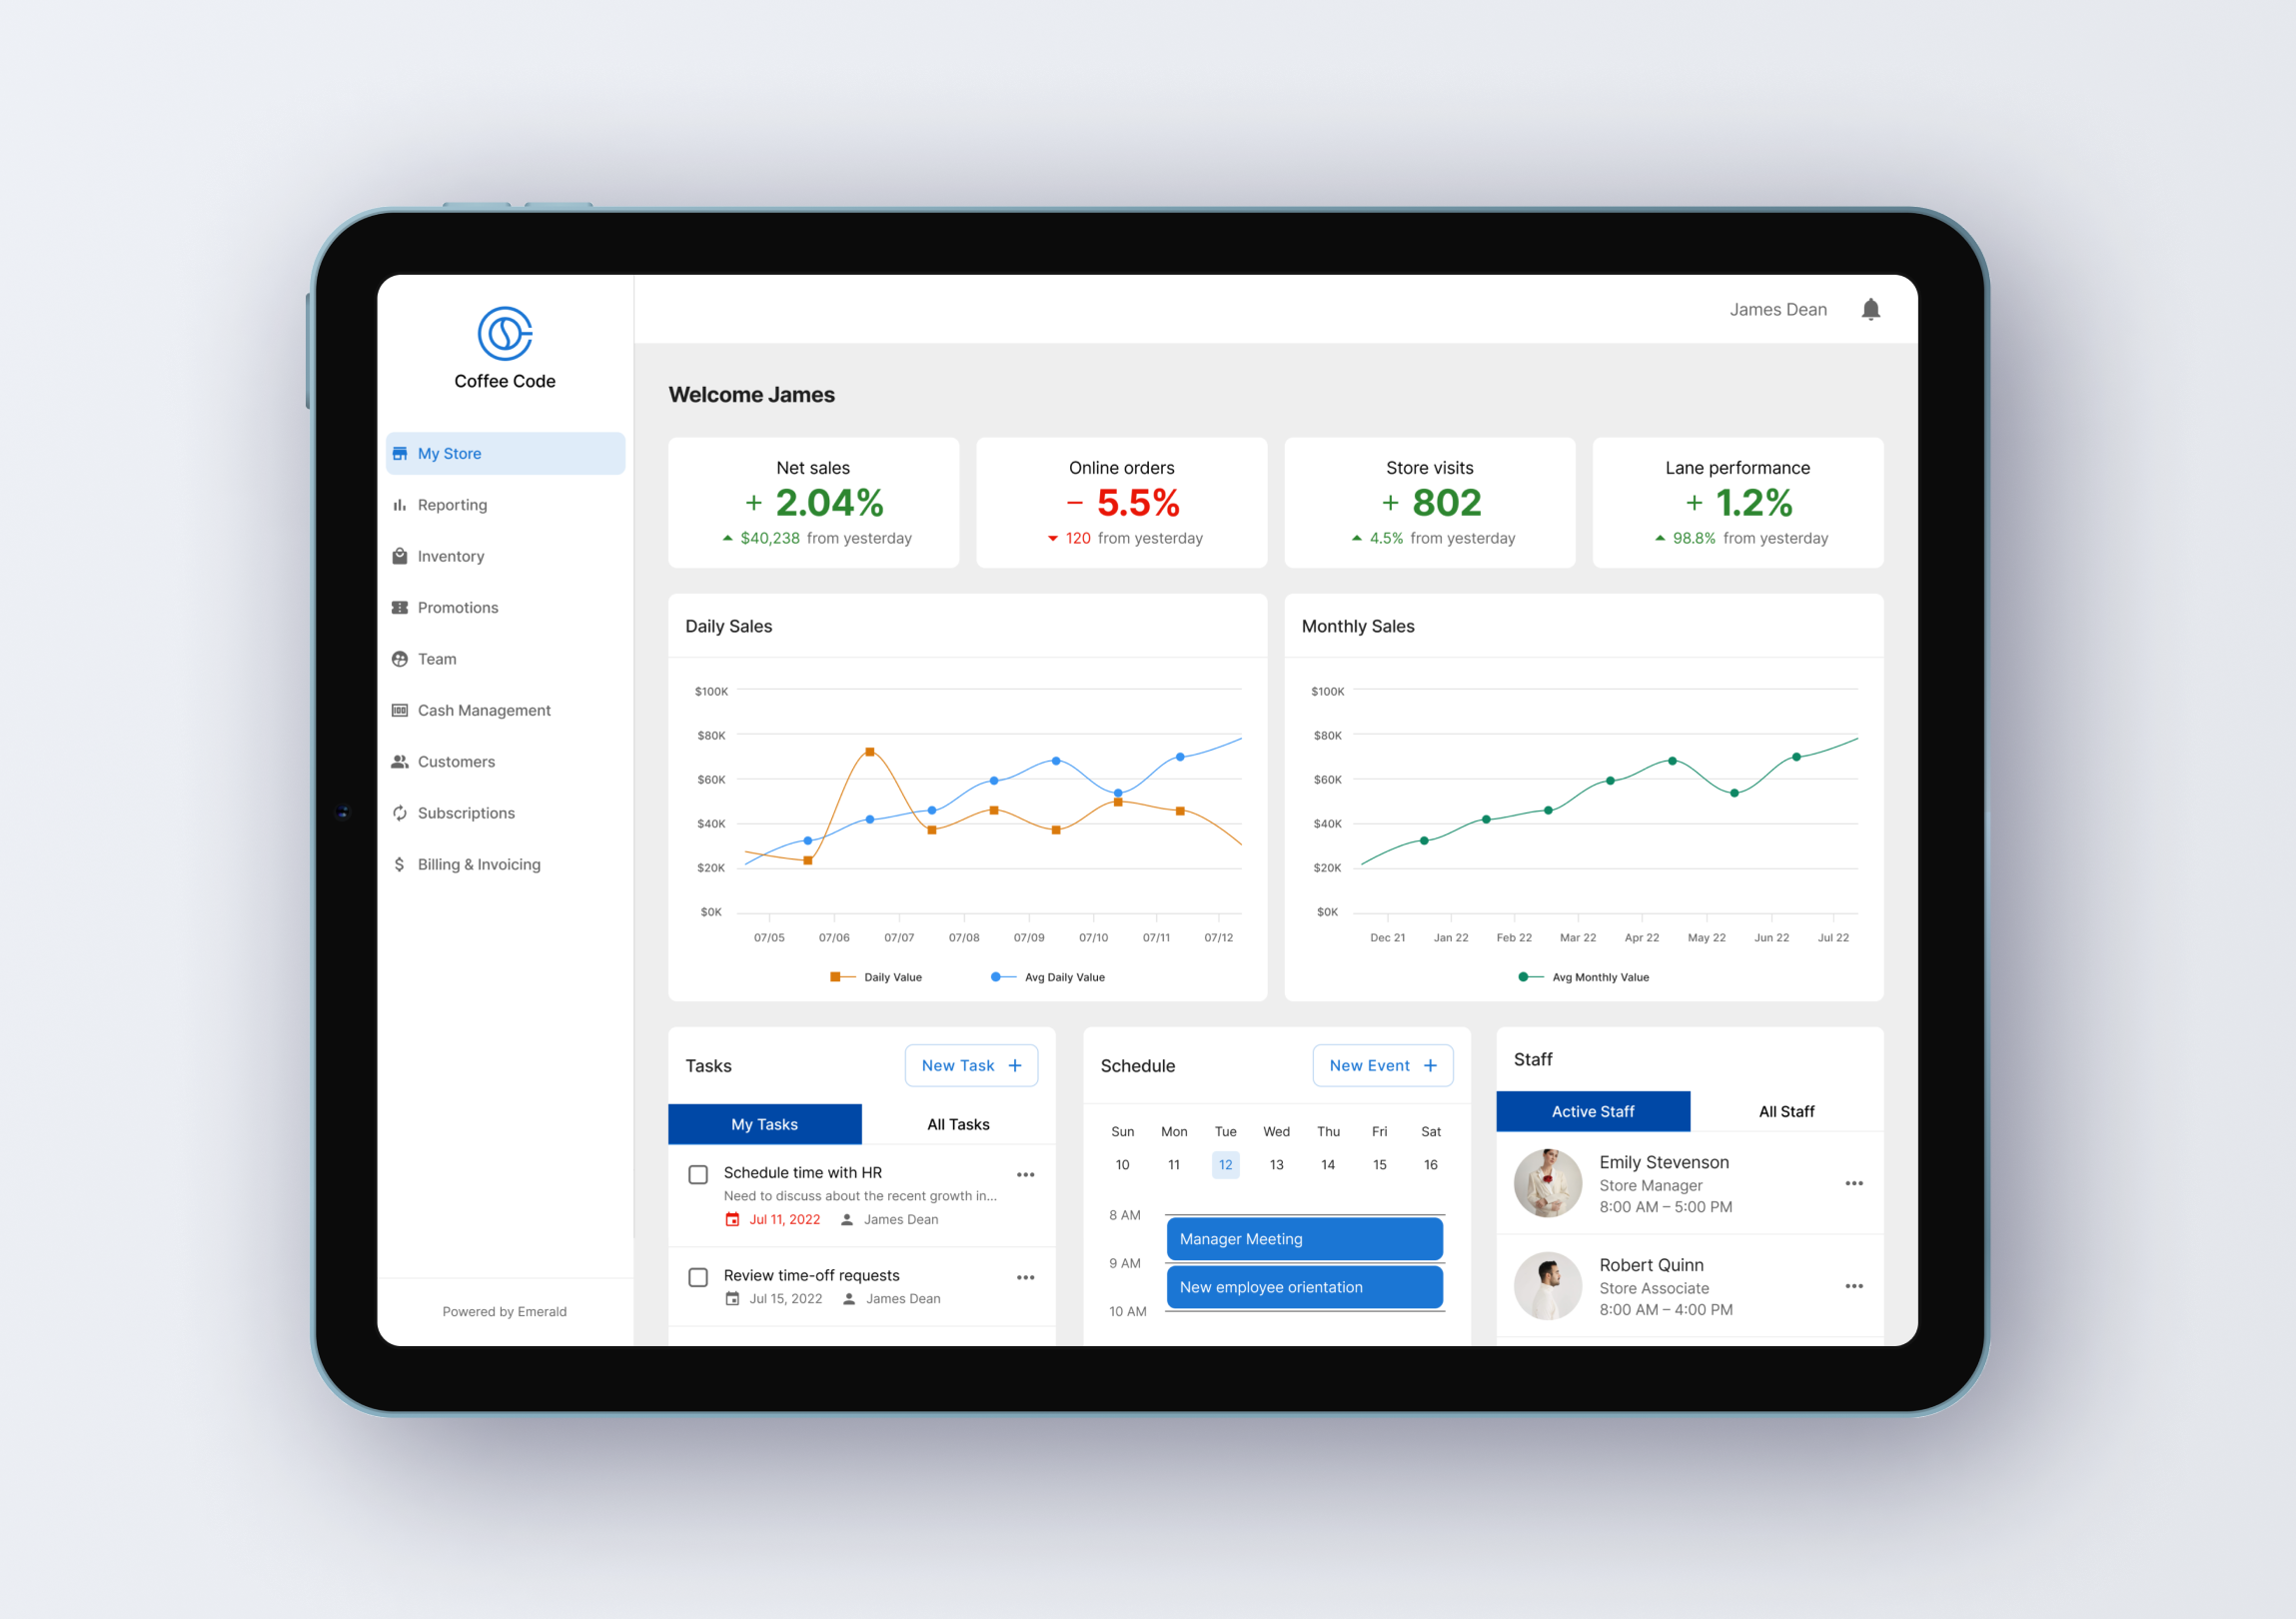 Coffee Code
My Store
Reporting
Inventory
Promotions
Team
Cash Management
Customers
Subscriptions
Billing & Invoicing
Powered by Emerald
James Dean
Welcome James
Net sales
+ 2.04%
$40,238 from yesterday
Online orders
− 5.5%
120 from yesterday
Store visits
+ 802
4.5% from yesterday
Lane performance
+ 1.2%
98.8% from yesterday
Daily Sales
$100K
$80K
$60K
$40K
$20K
$0K
07/05 07/06 07/07 07/08 07/09 07/10 07/11 07/12
Daily Value Avg Daily Value
Monthly Sales
$100K
$80K
$60K
$40K
$20K
$0K
Dec 21 Jan 22 Feb 22 Mar 22 Apr 22 May 22 Jun 22 Jul 22
Avg Monthly Value
Tasks New Task +
My Tasks All Tasks
Schedule time with HR
Need to discuss about the recent growth in...
Jul 11, 2022 James Dean
Review time-off requests
Jul 15, 2022 James Dean
Schedule New Event +
Sun Mon Tue Wed Thu Fri Sat
10 11 12 13 14 15 16
8 AM
Manager Meeting
9 AM
New employee orientation
10 AM
Staff
Active Staff All Staff
Emily Stevenson
Store Manager
8:00 AM – 5:00 PM
Robert Quinn
Store Associate
8:00 AM – 4:00 PM